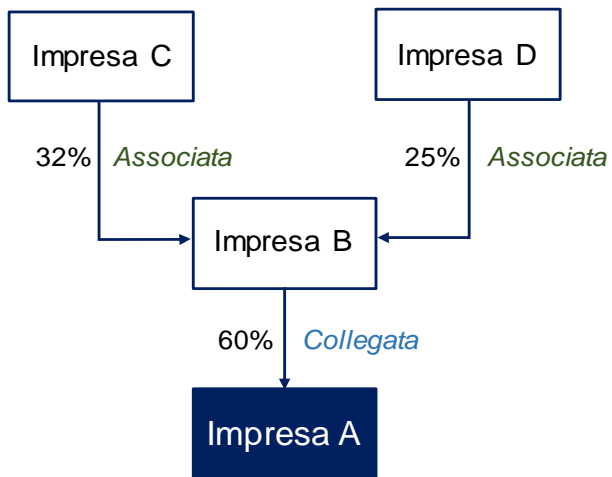 Impresa C
Impresa D
32% Associata
25% Associata
Impresa B
60% Collegata
Impresa A